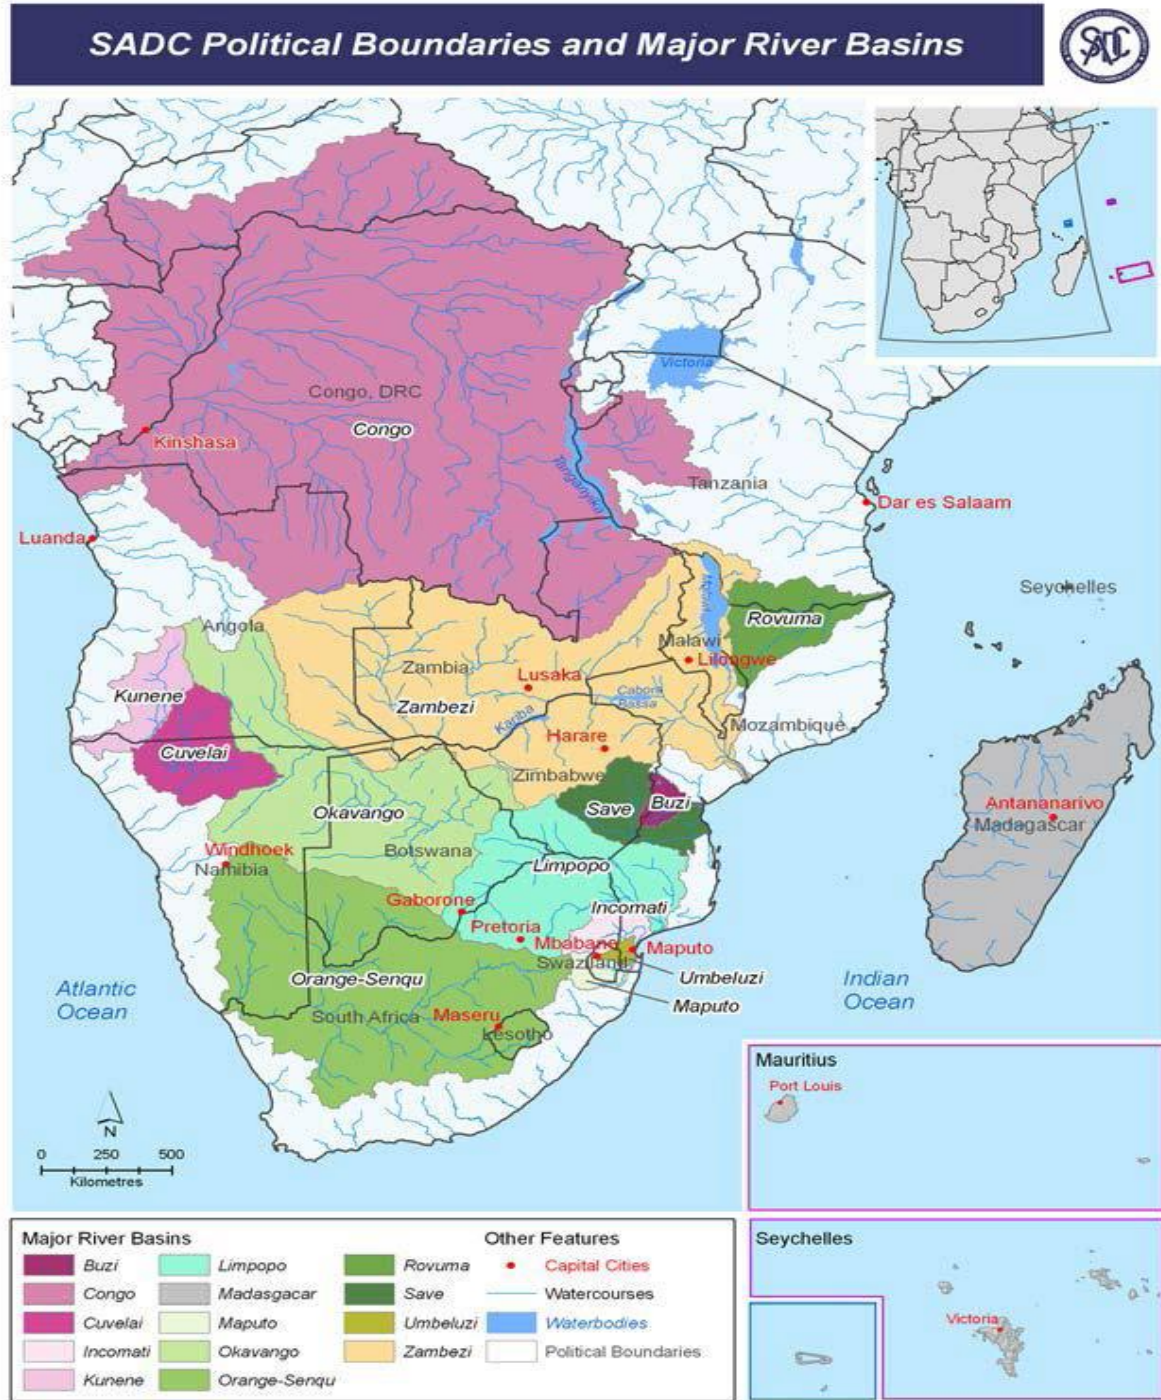 SADC Political Boundaries and Major River Basins
SADC
Victoria
Congo, DRC
Congo
Kinshasa
Tanganyika
Tanzania
Dar es Salaam
Luanda
Seychelles
Malawi
Rovuma
Angola
Malawi
Lilongwe
Zambia
Lusaka
Kunene
Zambezi
Cabora
Bassa
Kariba
Mozambique
Harare
Cuvelai
Zimbabwe
Save
Buzi
Okavango
Antananarivo
Madagascar
Windhoek
Namibia
Botswana
Limpopo
Gaborone
Incomati
Pretoria
Mbabane
Maputo
Swaziland
Orange-Senqu
Umbeluzi
Maputo
Atlantic
Ocean
Indian
Ocean
South Africa
Maseru
Lesotho
N
0 250 500
Kilometres
Mauritius
Port Louis
Major River Basins
Other Features
Buzi
Limpopo
Rovuma
Capital Cities
Congo
Madasgacar
Save
Watercourses
Cuvelai
Maputo
Umbeluzi
Waterbodies
Incomati
Okavango
Zambezi
Political Boundaries
Kunene
Orange-Senqu
Seychelles
Victoria